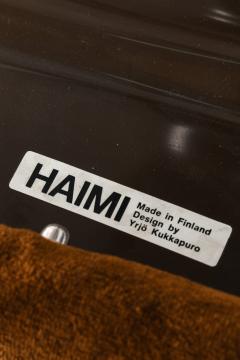 HAIMI
Made in Finland
Design by
Yrjö Kukkapuro